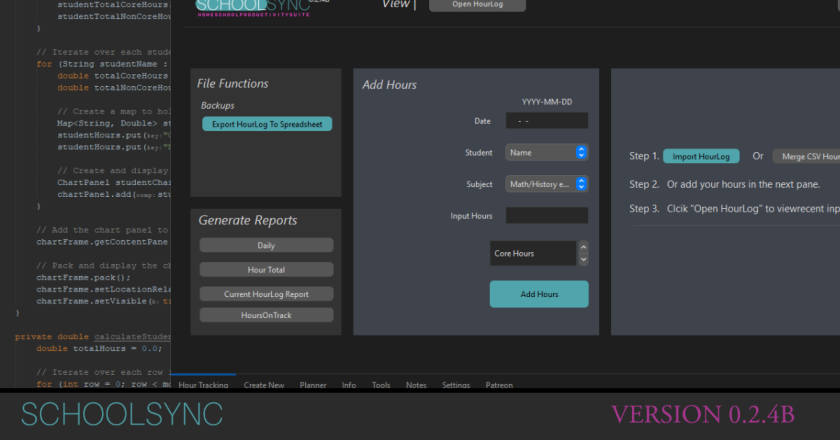 studentTotalCoreHours.
studentTotalNonCoreHou
}
// Iterate over each stude
for (String studentName :
double totalCoreHours
double totalNonCoreHou
// Create a map to hol
Map<String, Double> st
studentHours.put(key:"
studentHours.put(key:"
// Create and display
ChartPanel studentChar
chartPanel.add(comp:stu
}
// Add the chart panel to
chartFrame.getContentPane
// Pack and display the ch
chartFrame.pack();
chartFrame.setLocationRela
chartFrame.setVisible(b:
}
private double calculateStuden
double totalHours = 0.0;
// Iterate over each row
for (int row = 0; row < mo
SCHOOLSYNC 0.2.4B
HOMESCHOOLPRODUCTIVITYSUITE
View |
Open HourLog
File Functions
Backups
Export HourLog To Spreadsheet
Generate Reports
Daily
Hour Total
Current HourLog Report
HoursOnTrack
Add Hours
YYYY-MM-DD
Date - -
Student Name
Subject Math/History e...
Input Hours
Core Hours
Add Hours
Step 1. Import HourLog Or Merge CSV Hour
Step 2. Or add your hours in the next pane.
Step 3. Clcik "Open HourLog" to viewrecent inp
Hour Tracking Create New Planner Info Tools Notes Settings Patreon
SCHOOLSYNC
VERSION 0.2.4B